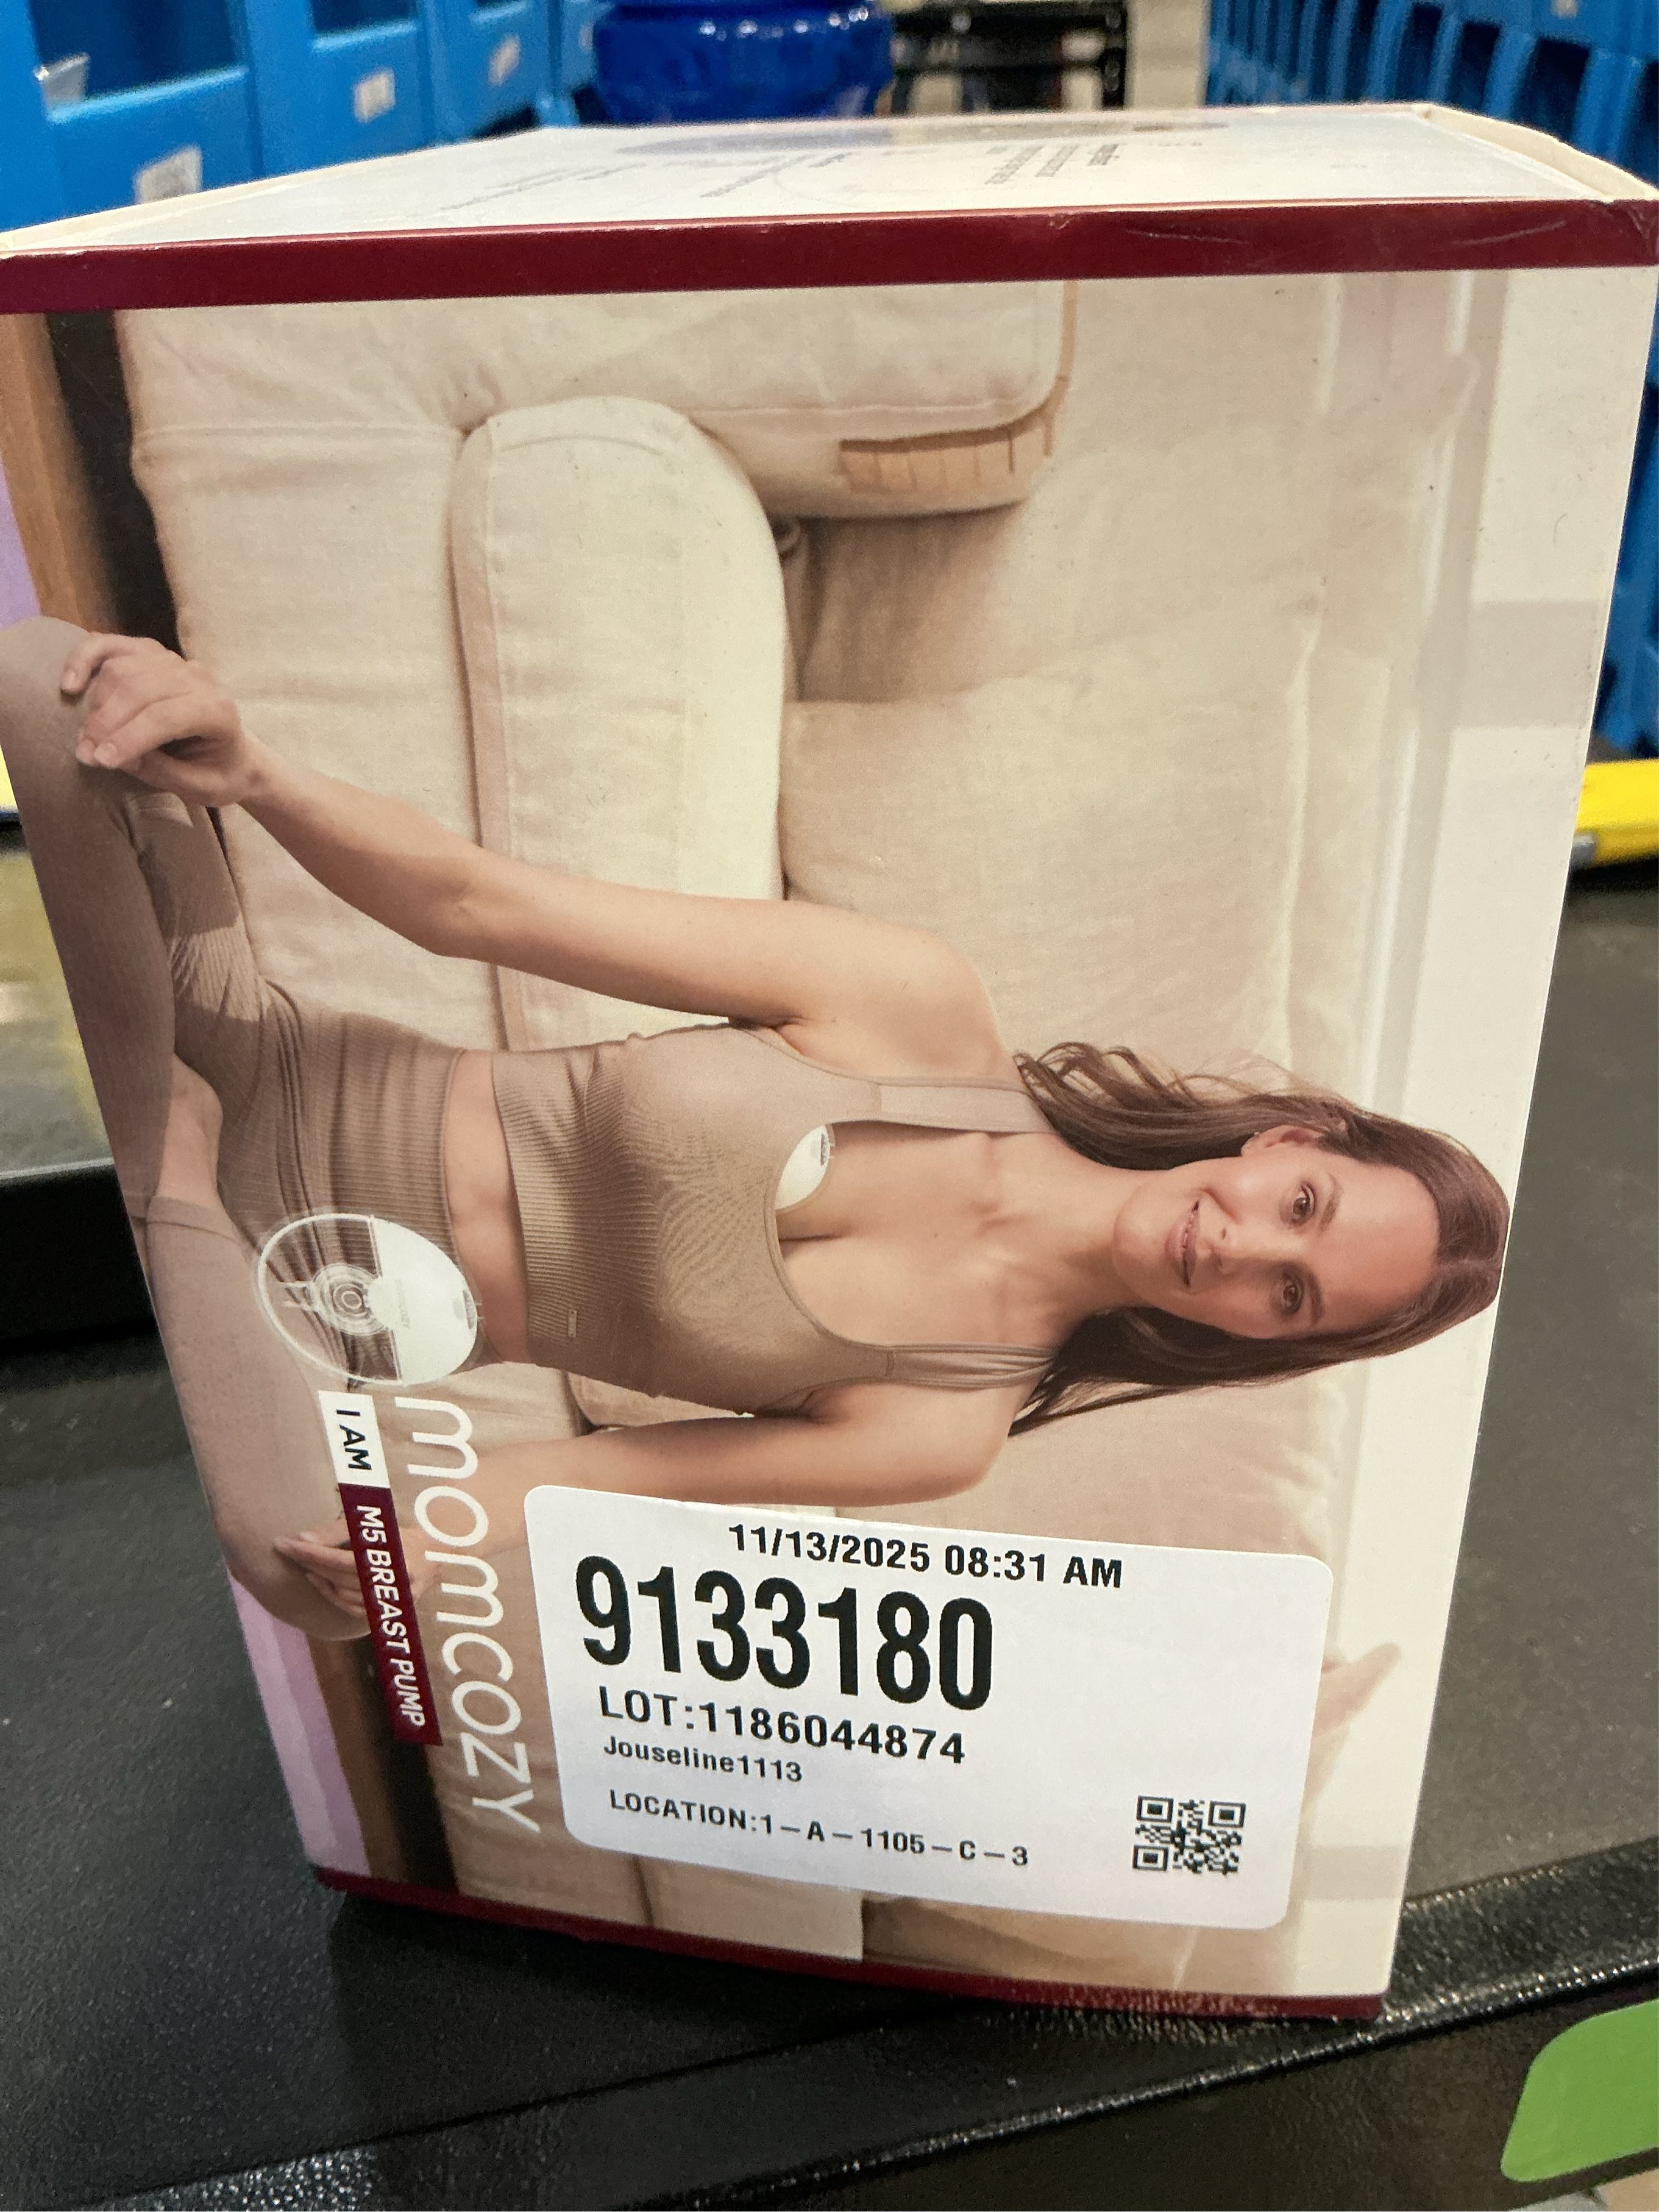 momcozy
I AM M5 BREAST PUMP
11/13/2025 08:31 AM
9133180
LOT:1186044874
Jouseline1113
LOCATION:1-A-1105-C-3